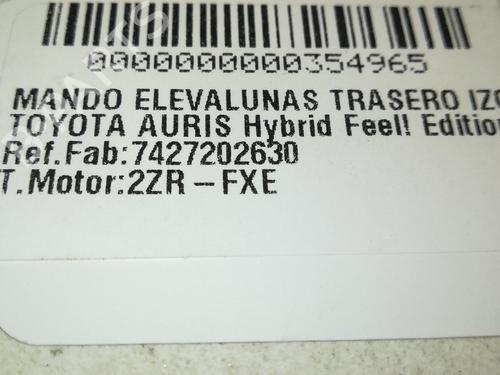 0000000000354965
MANDO ELEVALUNAS TRASERO IZQ
TOYOTA AURIS Hybrid Feel! Edition
Ref.Fab:7427202630
T.Motor:2ZR-FXE